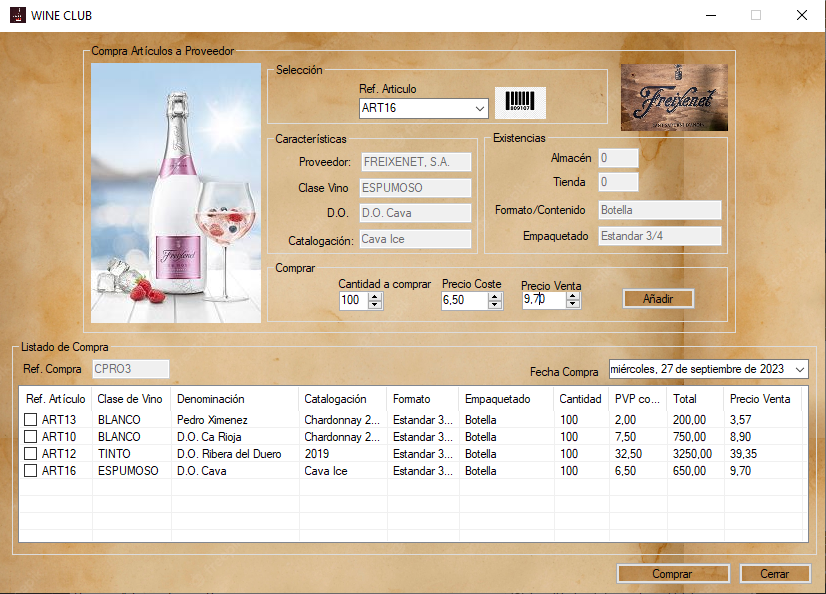 WINE CLUB
Compra Artículos a Proveedor
Selección
Ref. Articulo
ART16
809107
Freixenet
Características
Proveedor: FREIXENET, S.A.
Clase Vino ESPUMOSO
D.O. D.O. Cava
Catalogación: Cava Ice
Existencias
Almacén 0
Tienda 0
Formato/Contenido Botella
Empaquetado Estandar 3/4
Freixenet
Comprar
Cantidad a comprar Precio Coste Precio Venta
100 6,50 9,70 Añadir
Listado de Compra
Ref. Compra CPRO3 Fecha Compra miércoles, 27 de septiembre de 2023
Ref. Artículo Clase de Vino Denominación Catalogación Formato Empaquetado Cantidad PVP co... Total Precio Venta
ART13 BLANCO Pedro Ximenez Chardonnay 2... Estandar 3... Botella 100 2,00 200,00 3,57
ART10 BLANCO D.O. Ca Rioja Chardonnay 2... Estandar 3... Botella 100 7,50 750,00 8,90
ART12 TINTO D.O. Ribera del Duero 2019 Estandar 3... Botella 100 32,50 3250,00 39,35
ART16 ESPUMOSO D.O. Cava Cava Ice Estandar 3... Botella 100 6,50 650,00 9,70
Comprar Cerrar